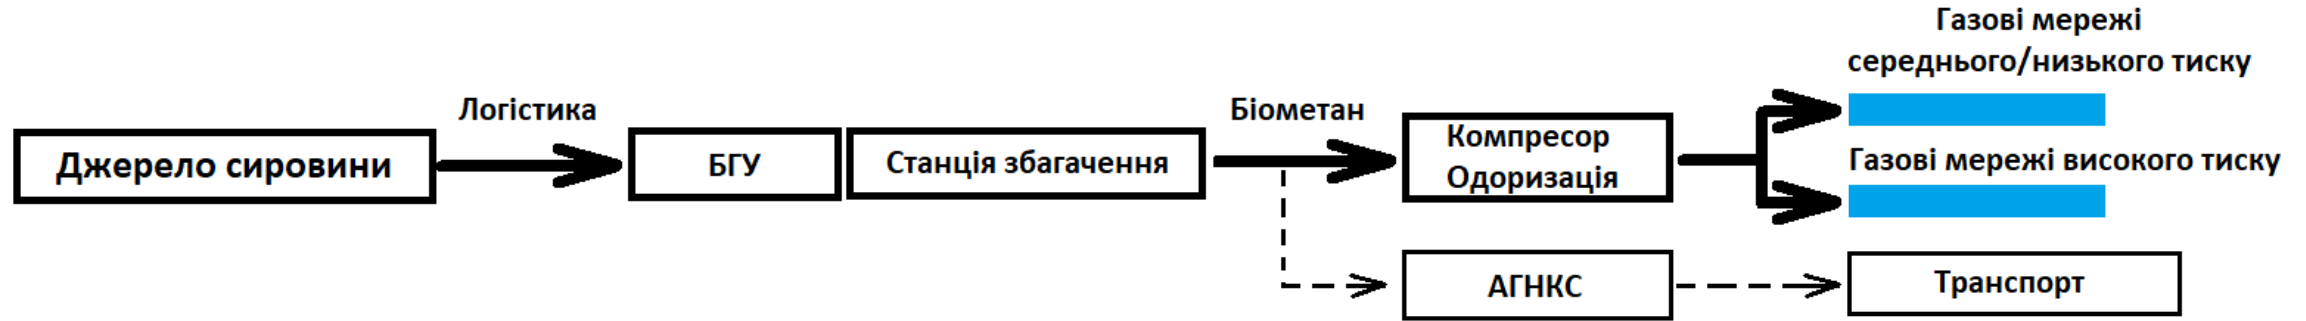 Джерело сировини
Логістика
БГУ
Станція збагачення
Біометан
Компресор
Одоризація
Газові мережі
середнього/низького тиску
Газові мережі високого тиску
АГНКС
Транспорт